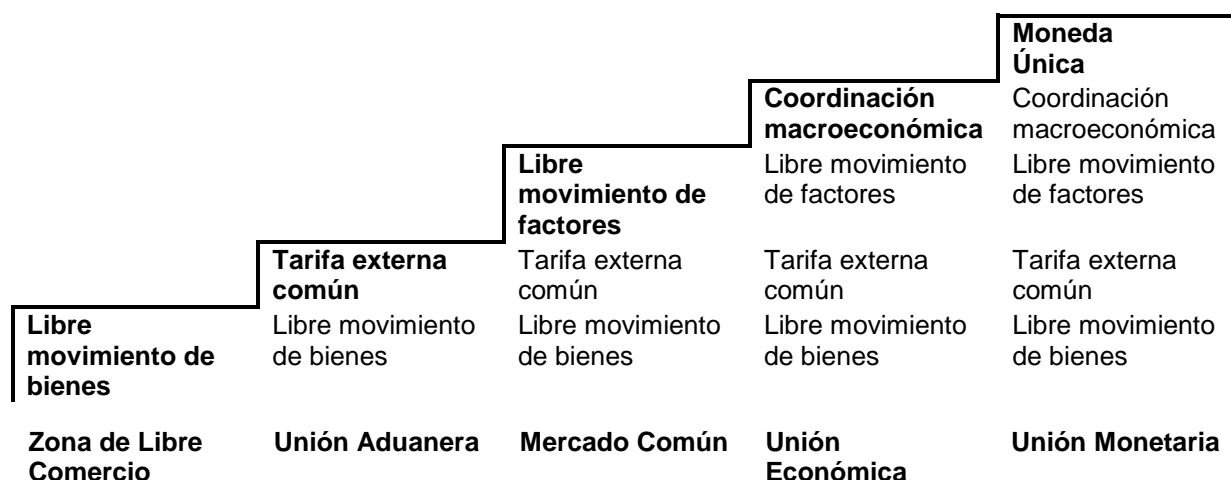 Moneda
Única
Coordinación
macroeconómica
Coordinación
macroeconómica
Libre
movimiento de
factores
Libre movimiento
de factores
Libre movimiento
de factores
Tarifa externa
común
Tarifa externa
común
Tarifa externa
común
Tarifa externa
común
Libre
movimiento de
bienes
Libre movimiento
de bienes
Libre movimiento
de bienes
Libre movimiento
de bienes
Libre movimiento
de bienes
Zona de Libre
Comercio
Unión Aduanera
Mercado Común
Unión
Económica
Unión Monetaria